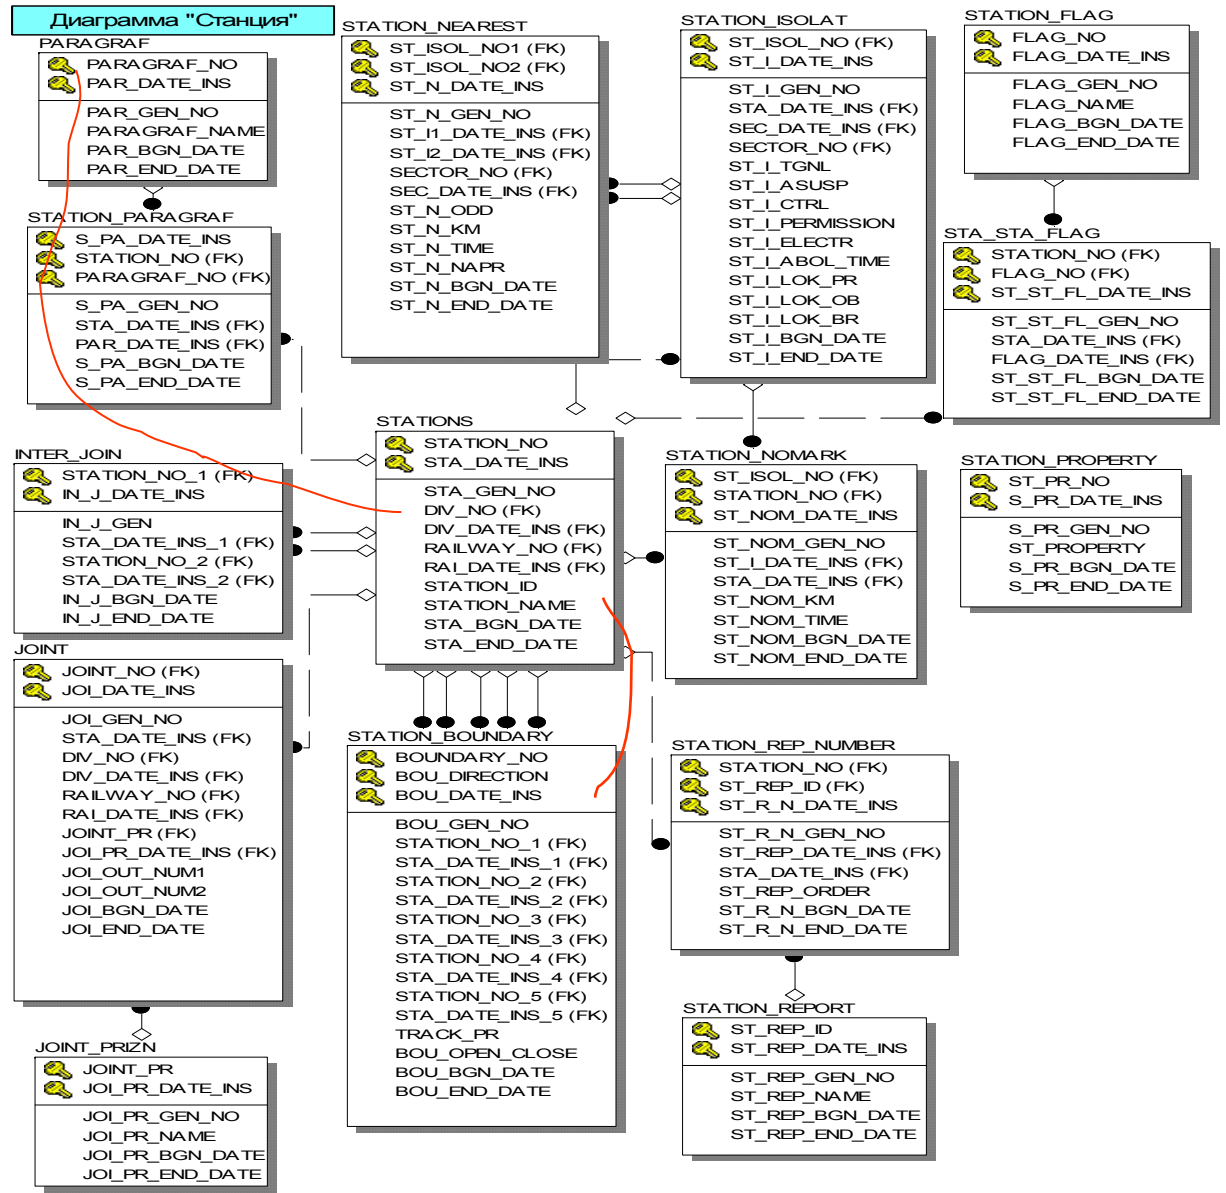 Диаграмма "Станция"
PARAGRAF
PARAGRAF_NO
PAR_DATE_INS
PAR_GEN_NO
PARAGRAF_NAME
PAR_BGN_DATE
PAR_END_DATE
STATION_NEAREST
ST_ISOL_NO1 (FK)
ST_ISOL_NO2 (FK)
ST_N_DATE_INS
ST_N_GEN_NO
ST_I1_DATE_INS (FK)
ST_I2_DATE_INS (FK)
SECTOR_NO (FK)
SEC_DATE_INS (FK)
ST_N_ODD
ST_N_KM
ST_N_TIME
ST_N_NAPR
ST_N_BGN_DATE
ST_N_END_DATE
STATION_ISOLAT
ST_ISOL_NO (FK)
ST_I_DATE_INS
ST_I_GEN_NO
STA_DATE_INS (FK)
SEC_DATE_INS (FK)
SECTOR_NO (FK)
ST_I_TGNL
ST_I_ASUSP
ST_I_CTRL
ST_I_PERMISSION
ST_I_ELECTR
ST_I_ABOL_TIME
ST_I_LOK_PR
ST_I_LOK_OB
ST_I_LOK_BR
ST_I_BGN_DATE
ST_I_END_DATE
STATION_FLAG
FLAG_NO
FLAG_DATE_INS
FLAG_GEN_NO
FLAG_NAME
FLAG_BGN_DATE
FLAG_END_DATE
STATION_PARAGRAF
S_PA_DATE_INS
STATION_NO (FK)
PARAGRAF_NO (FK)
S_PA_GEN_NO
STA_DATE_INS (FK)
PAR_DATE_INS (FK)
S_PA_BGN_DATE
S_PA_END_DATE
STA_STA_FLAG
STATION_NO (FK)
FLAG_NO (FK)
ST_ST_FL_DATE_INS
ST_ST_FL_GEN_NO
STA_DATE_INS (FK)
FLAG_DATE_INS (FK)
ST_ST_FL_BGN_DATE
ST_ST_FL_END_DATE
INTER_JOIN
STATION_NO_1 (FK)
IN_J_DATE_INS
IN_J_GEN
STA_DATE_INS_1 (FK)
STATION_NO_2 (FK)
STA_DATE_INS_2 (FK)
IN_J_BGN_DATE
IN_J_END_DATE
STATIONS
STATION_NO
STA_DATE_INS
STA_GEN_NO
DIV_NO (FK)
DIV_DATE_INS (FK)
RAILWAY_NO (FK)
RAI_DATE_INS (FK)
STATION_ID
STATION_NAME
STA_BGN_DATE
STA_END_DATE
STATION_NOMARK
ST_ISOL_NO (FK)
STATION_NO (FK)
ST_NOM_DATE_INS
ST_NOM_GEN_NO
ST_I_DATE_INS (FK)
STA_DATE_INS (FK)
ST_NOM_KM
ST_NOM_TIME
ST_NOM_BGN_DATE
ST_NOM_END_DATE
STATION_PROPERTY
ST_PR_NO
S_PR_DATE_INS
S_PR_GEN_NO
ST_PROPERTY
S_PR_BGN_DATE
S_PR_END_DATE
JOINT
JOINT_NO (FK)
JOI_DATE_INS
JOI_GEN_NO
STA_DATE_INS (FK)
DIV_NO (FK)
DIV_DATE_INS (FK)
RAILWAY_NO (FK)
RAI_DATE_INS (FK)
JOINT_PR (FK)
JOI_PR_DATE_INS (FK)
JOI_OUT_NUM1
JOI_OUT_NUM2
JOI_BGN_DATE
JOI_END_DATE
STATION_BOUNDARY
BOUNDARY_NO
BOU_DIRECTION
BOU_DATE_INS
BOU_GEN_NO
STATION_NO_1 (FK)
STA_DATE_INS_1 (FK)
STATION_NO_2 (FK)
STA_DATE_INS_2 (FK)
STATION_NO_3 (FK)
STA_DATE_INS_3 (FK)
STATION_NO_4 (FK)
STA_DATE_INS_4 (FK)
STATION_NO_5 (FK)
STA_DATE_INS_5 (FK)
TRACK_PR
BOU_OPEN_CLOSE
BOU_BGN_DATE
BOU_END_DATE
STATION_REP_NUMBER
STATION_NO (FK)
ST_REP_ID (FK)
ST_R_N_DATE_INS
ST_R_N_GEN_NO
ST_REP_DATE_INS (FK)
STA_DATE_INS (FK)
ST_REP_ORDER
ST_R_N_BGN_DATE
ST_R_N_END_DATE
JOINT_PRIZN
JOINT_PR
JOI_PR_DATE_INS
JOI_PR_GEN_NO
JOI_PR_NAME
JOI_PR_BGN_DATE
JOI_PR_END_DATE
STATION_REPORT
ST_REP_ID
ST_REP_DATE_INS
ST_REP_GEN_NO
ST_REP_NAME
ST_REP_BGN_DATE
ST_REP_END_DATE